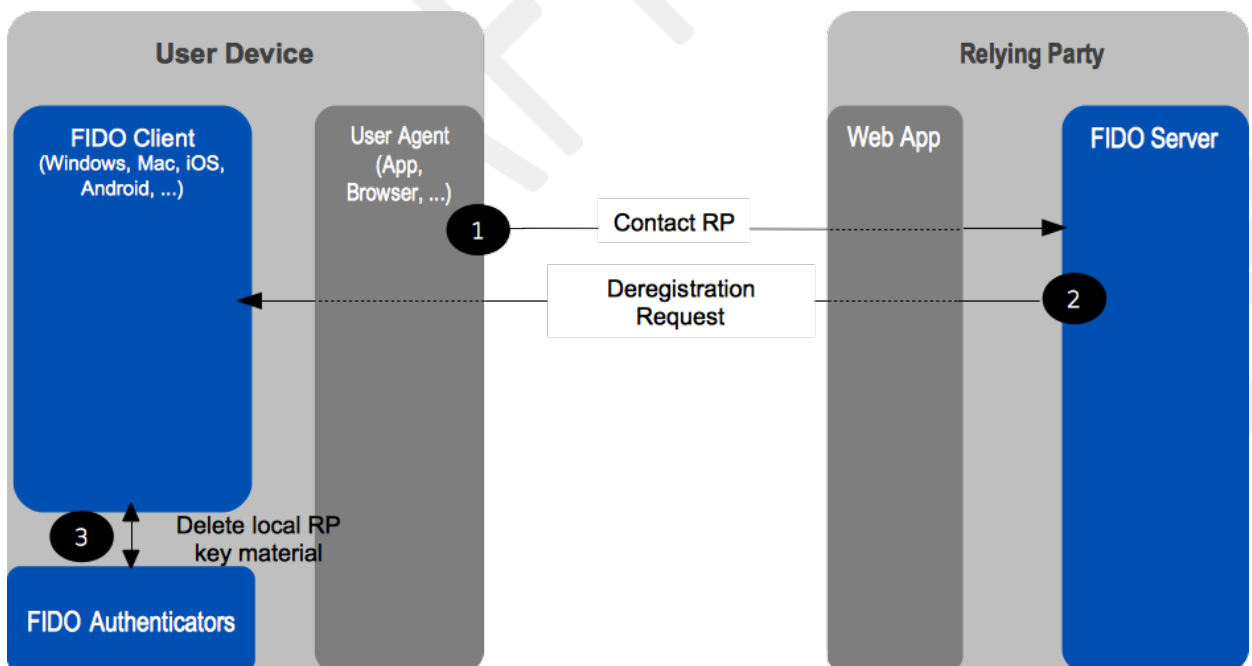 User Device
Relying Party
FIDO Client
(Windows, Mac, iOS,
Android, ...)
User Agent
(App,
Browser, ...)
Web App
FIDO Server
1
Contact RP
Deregistration
Request
2
3
Delete local RP
key material
FIDO Authenticators